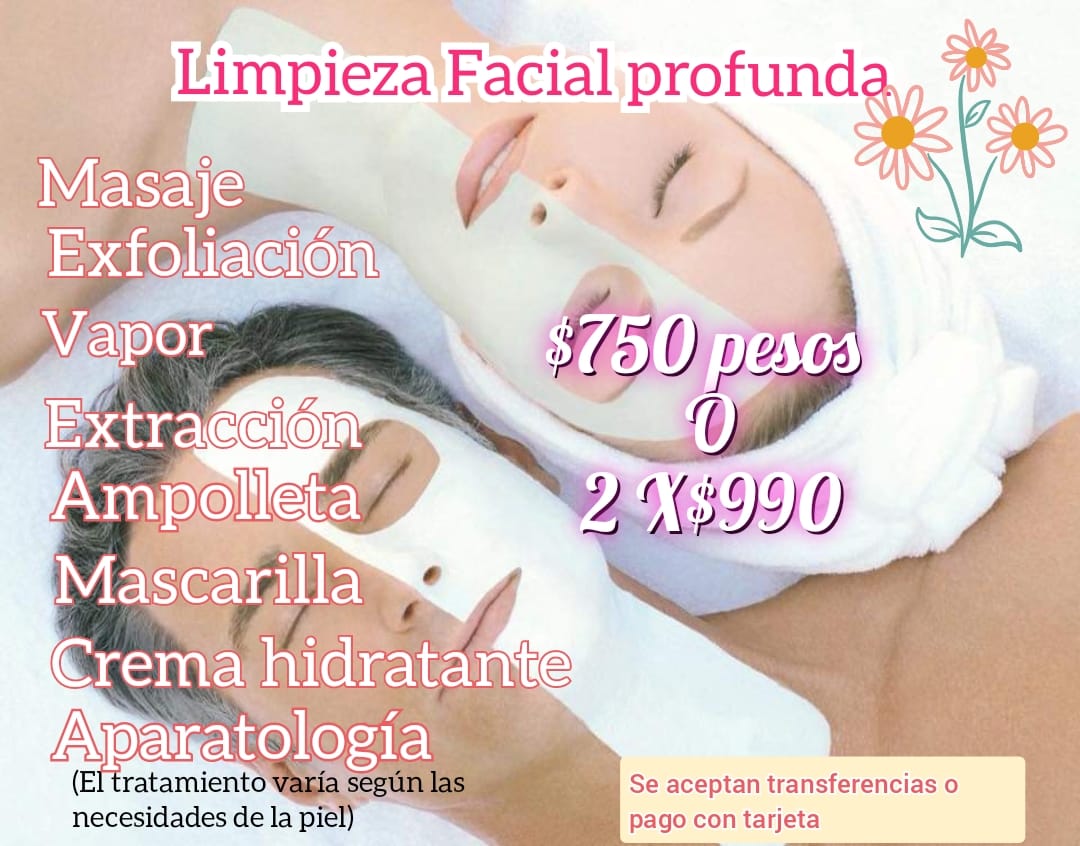 Limpieza Facial profunda.
Masaje
Exfoliación
Vapor
Extracción
Ampolleta
Mascarilla
Crema hidratante
Aparatología
(El tratamiento varía según las
necesidades de la piel)
$750 pesos
O
2 X$990
Se aceptan transferencias o
pago con tarjeta